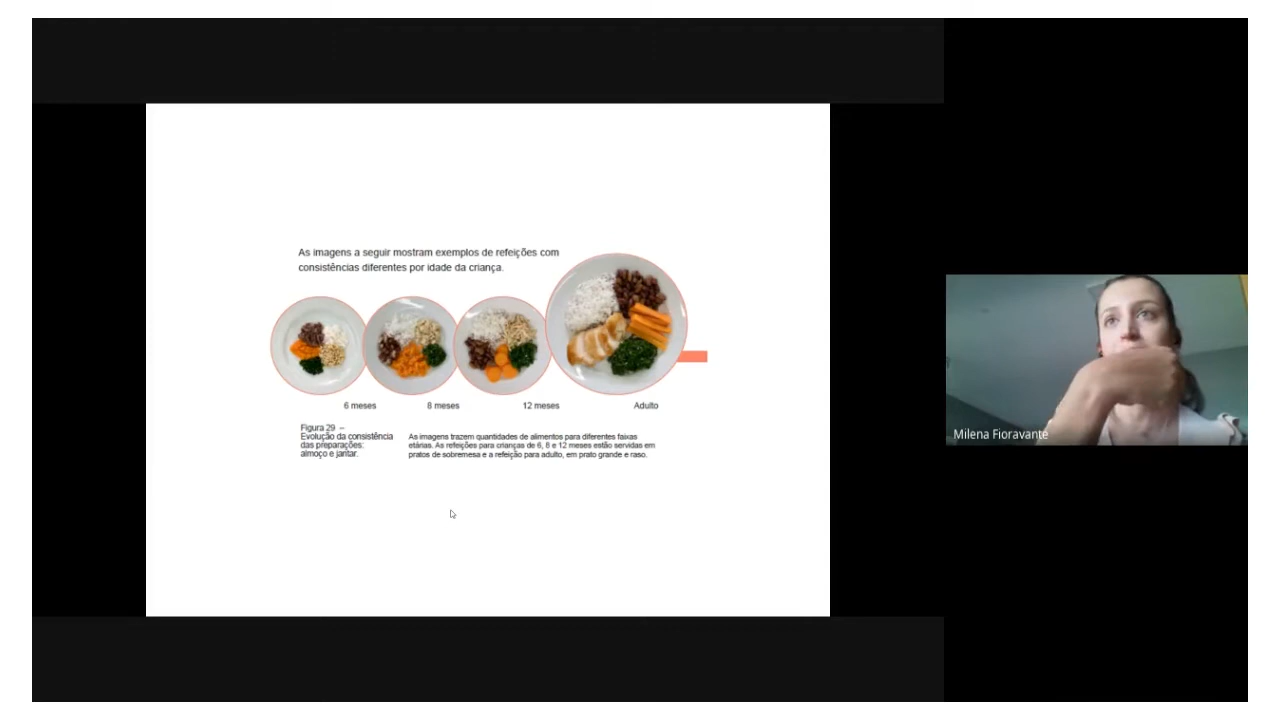 As imagens a seguir mostram exemplos de refeições com
consistências diferentes por idade da criança.
6 meses
8 meses
12 meses
Adulto
Figura 29 –
Evolução da consistência
das preparações:
almoço e jantar.
As imagens trazem quantidades de alimentos para diferentes faixas
etárias. As refeições para crianças de 6, 8 e 12 meses estão servidas em
pratos de sobremesa e a refeição para adulto, em prato grande e raso.
Milena Fioravante